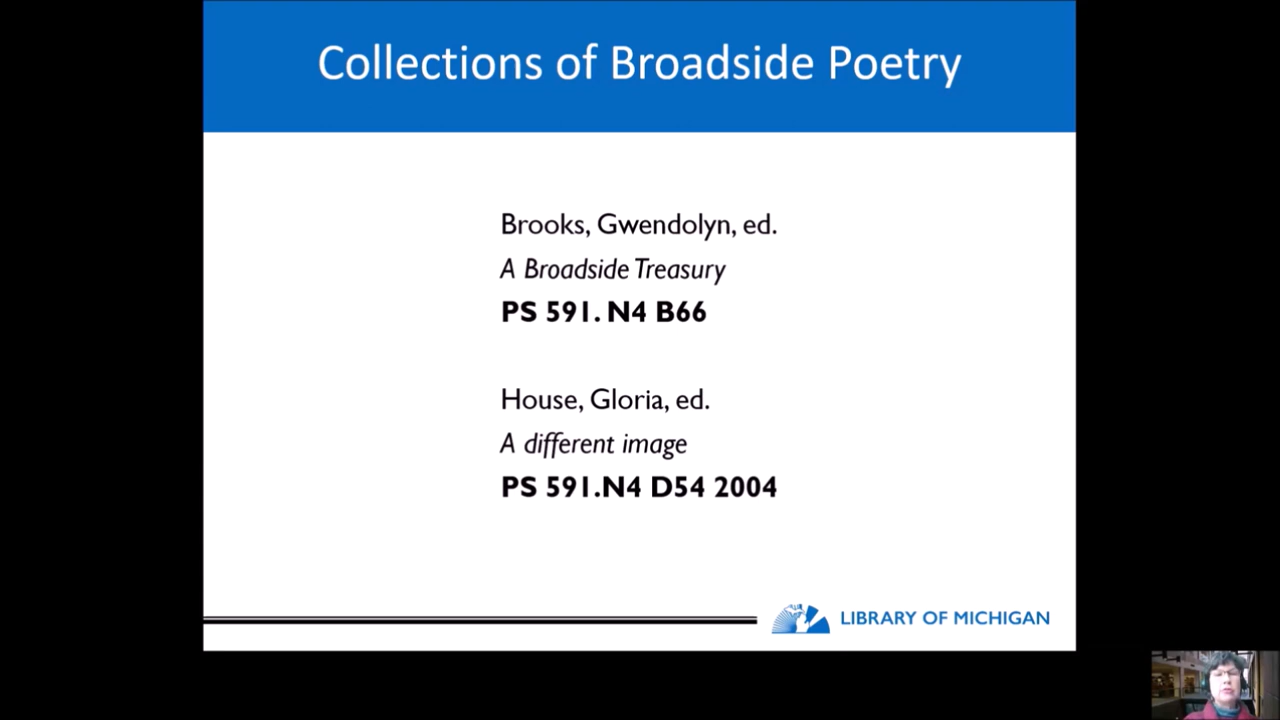 Collections of Broadside Poetry
Brooks, Gwendolyn, ed.
A Broadside Treasury
PS 591. N4 B66
House, Gloria, ed.
A different image
PS 591.N4 D54 2004
LIBRARY OF MICHIGAN